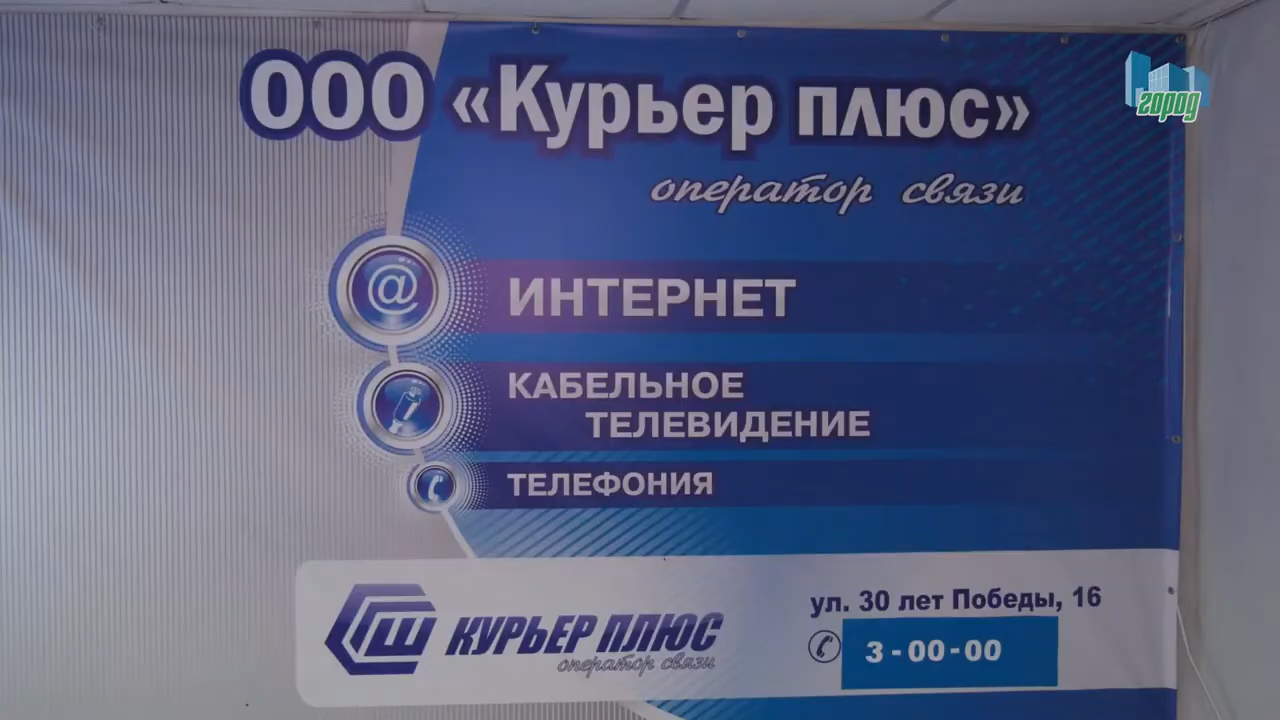 ООО «Курьер плюс»
город
оператор связи
@
ИНТЕРНЕТ
КАБЕЛЬНОЕ
ТЕЛЕВИДЕНИЕ
ТЕЛЕФОНИЯ
КУРЬЕР ПЛЮС
оператор связи
ул. 30 лет Победы, 16
3-00-00